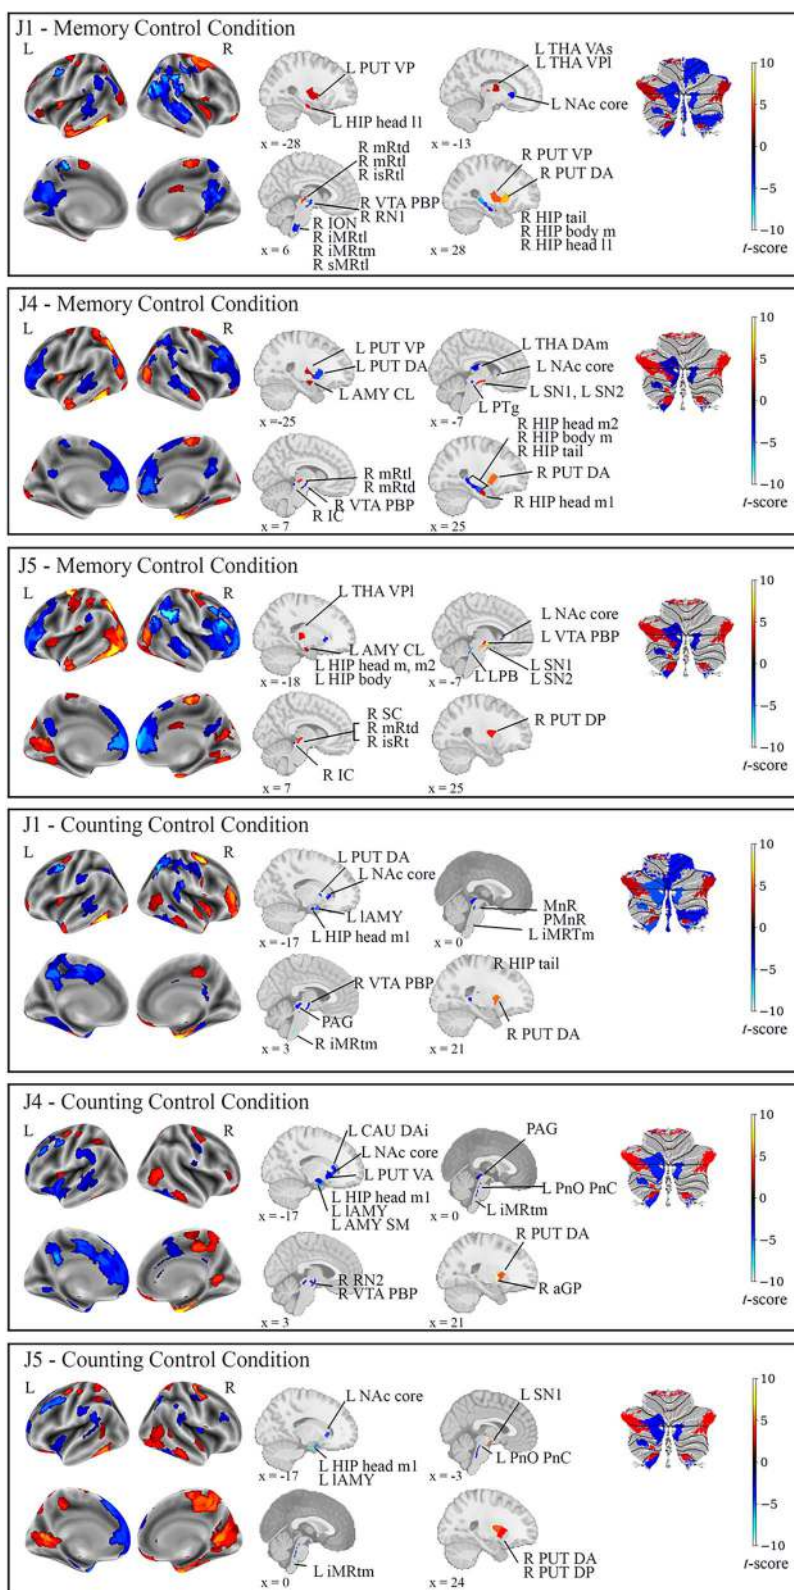 J1 - Memory Control Condition
L R
L PUT VP
L HIP head l1
x = -28
L THA VAs
L THA VPl
L NAc core
x = -13
R mRtd
R mRtl
R isRtl
R VTA PBP
R RN1
R ION
R iMRtl
R iMRtm
R sMRtl
x = 6
R PUT VP
R PUT DA
R HIP tail
R HIP body m
R HIP head l1
x = 28
10
5
0
−5
−10
t-score
J4 - Memory Control Condition
L R
L PUT VP
L PUT DA
L AMY CL
x =-25
L THA DAm
L NAc core
L SN1, L SN2
L PTg
x = -7
R mRtl
R mRtd
R VTA PBP
R IC
x = 7
R HIP head m2
R HIP body m
R HIP tail
R PUT DA
R HIP head m1
x = 25
10
5
0
−5
−10
t-score
J5 - Memory Control Condition
L R
L THA VPl
L AMY CL
L HIP head m, m2
L HIP body
x = -18
L NAc core
L VTA PBP
L SN1
L SN2
L LPB
x = -7
R SC
R mRtd
R isRt
R IC
x = 7
R PUT DP
x = 25
10
5
0
−5
−10
t-score
J1 - Counting Control Condition
L R
L PUT DA
L NAc core
L lAMY
L HIP head m1
x = -17
MnR
PMnR
L iMRTm
x = 0
R VTA PBP
PAG
R iMRtm
x = 3
R HIP tail
R PUT DA
x = 21
10
5
0
−5
−10
t-score
J4 - Counting Control Condition
L R
L CAU DAi
L NAc core
L PUT VA
L HIP head m1
L lAMY
L AMY SM
x = -17
PAG
L PnO PnC
L iMRtm
x = 0
R RN2
R VTA PBP
x = 3
R PUT DA
R aGP
x = 21
10
5
0
−5
−10
t-score
J5 - Counting Control Condition
L R
L NAc core
L HIP head m1
L lAMY
x = -17
L SN1
L PnO PnC
x = -3
L iMRtm
x = 0
R PUT DA
R PUT DP
x = 24
10
5
0
−5
−10
t-score